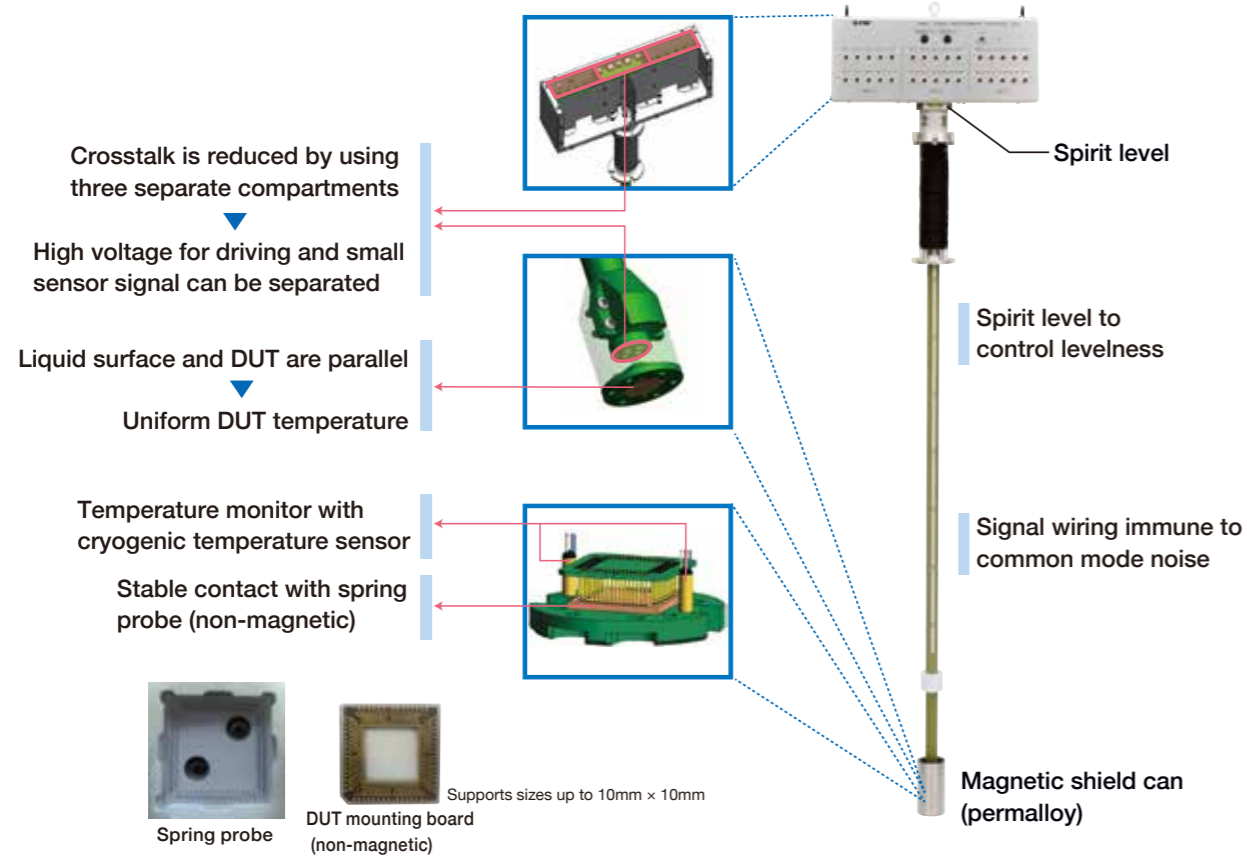 Crosstalk is reduced by using
three separate compartments
High voltage for driving and small
sensor signal can be separated
Liquid surface and DUT are parallel
Uniform DUT temperature
Temperature monitor with
cryogenic temperature sensor
Stable contact with spring
probe (non-magnetic)
Spring probe
DUT mounting board
(non-magnetic)
Supports sizes up to 10mm × 10mm
Spirit level
Spirit level to
control levelness
Signal wiring immune to
common mode noise
Magnetic shield can
(permalloy)